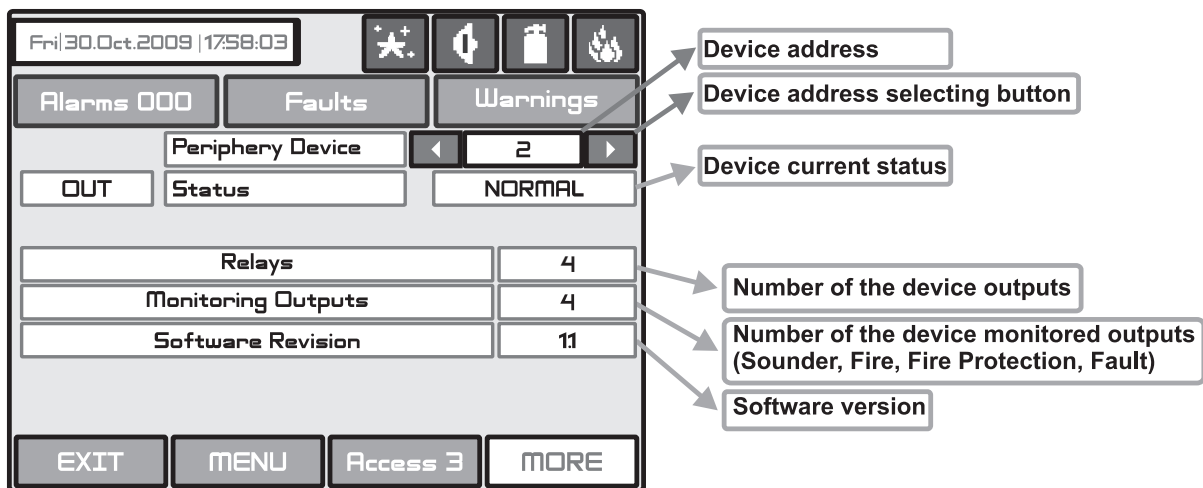 Fri|30.Oct.2009|17:58:03
Alarms 000 Faults Warnings
Periphery Device 2
OUT Status NORMAL
Relays 4
Monitoring Outputs 4
Software Revision 1.1
EXIT MENU Access 3 MORE
Device address
Device address selecting button
Device current status
Number of the device outputs
Number of the device monitored outputs
(Sounder, Fire, Fire Protection, Fault)
Software version